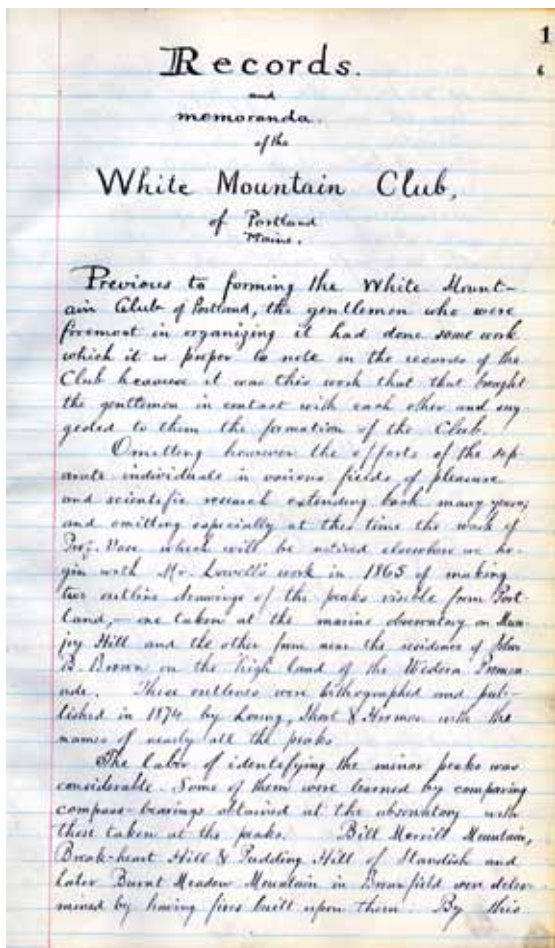 1
6
Records.
and
memoranda.
of the
White Mountain Club,
of Portland
Maine.
Previous to forming the White Mount-
ain Club of Portland, the gentlemen who were
foremost in organizing it had done some work
which it is proper to note in the records of the
Club because it was this work that that brought
the gentlemen in contact with each other and sug
gested to them the formation of the Club.
Omitting however the efforts of the sep-
arate individuals in various fields of pleasure
and scientific research extending back many years;
and omitting especially at this time the work of
Prof. Vose which will be noticed elsewhere we be-
gin with Mr. Lowell's work in 1865 of making
two outline drawings of the peaks visible from Port-
land, – one taken at the marine observatory on Mun
joy Hill and the other from near the residence of John
B. Brown on the high land of the Western Promen
ade. These outlines were lithographed and pub-
lished in 1874 by Loring, Short & Harmon with the
names of nearly all the peaks
The labor of identifying the minor peaks was
considerable. Some of them were learned by comparing
compass-bearings obtained at the observatory with
those taken at the peaks. Bill Merrill Mountain,
Break-heart Hill & Pudding Hill of Standish and
later Burnt Meadow Mountain in Brownfield were deter-
mined by having fires built upon them. By this